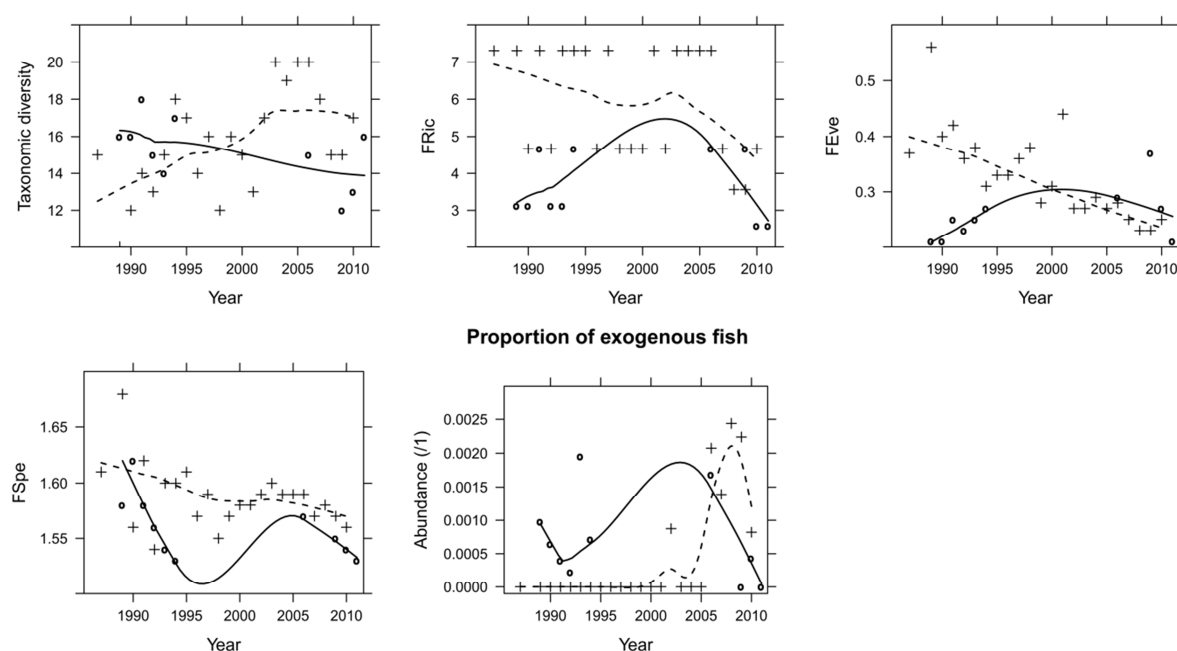 Taxonomic diversity
20
18
16
14
12
1990 1995 2000 2005 2010
Year
FRic
7
6
5
4
3
1990 1995 2000 2005 2010
Year
FEve
0.5
0.4
0.3
1990 1995 2000 2005 2010
Year
FSpe
1.65
1.60
1.55
1990 1995 2000 2005 2010
Year
Proportion of exogenous fish
Abundance (/1)
0.0025
0.0020
0.0015
0.0010
0.0005
0.0000
1990 1995 2000 2005 2010
Year